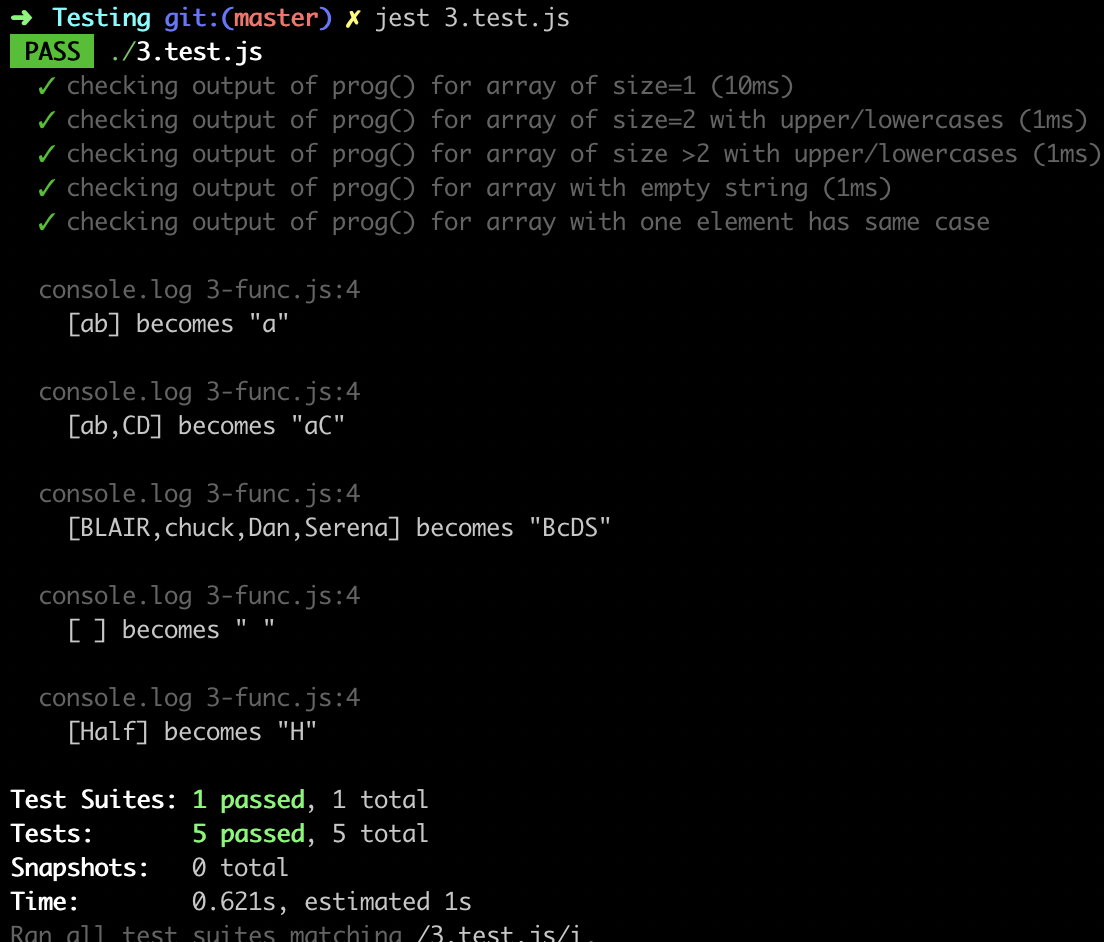 ➜ Testing git:(master) ✗ jest 3.test.js
PASS ./3.test.js
✓ checking output of prog() for array of size=1 (10ms)
✓ checking output of prog() for array of size=2 with upper/lowercases (1ms)
✓ checking output of prog() for array of size >2 with upper/lowercases (1ms)
✓ checking output of prog() for array with empty string (1ms)
✓ checking output of prog() for array with one element has same case
console.log 3-func.js:4
[ab] becomes "a"
console.log 3-func.js:4
[ab,CD] becomes "aC"
console.log 3-func.js:4
[BLAIR,chuck,Dan,Serena] becomes "BcDS"
console.log 3-func.js:4
[ ] becomes " "
console.log 3-func.js:4
[Half] becomes "H"
Test Suites: 1 passed, 1 total
Tests: 5 passed, 5 total
Snapshots: 0 total
Time: 0.621s, estimated 1s
Ran all test suites matching /3.test.js/i.